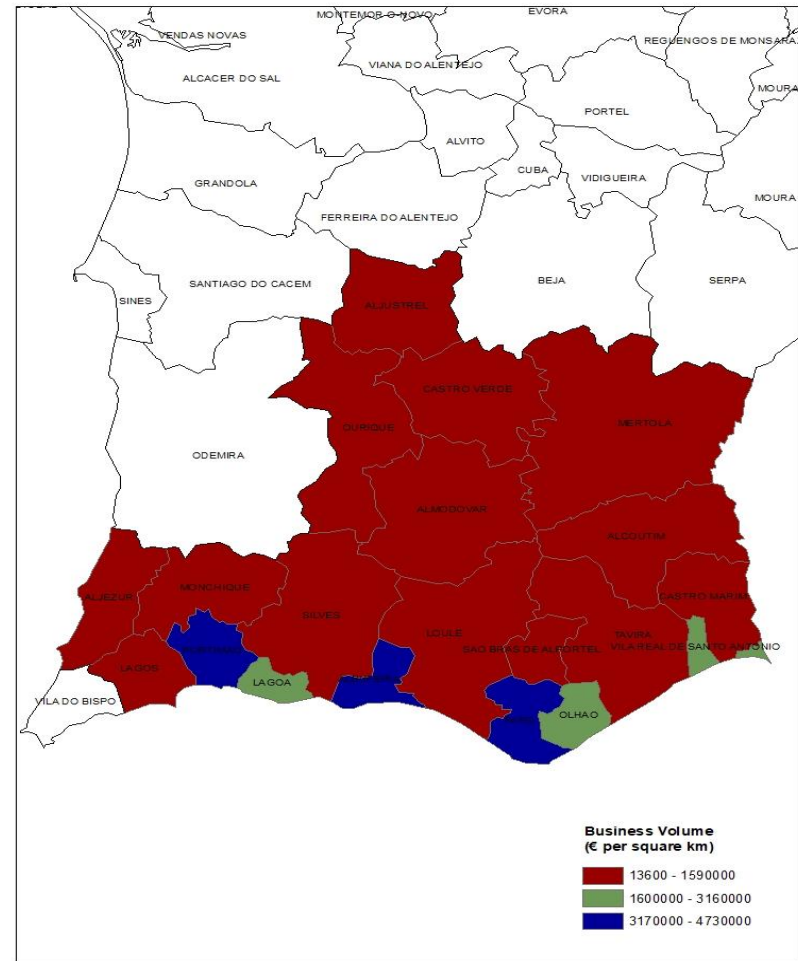 MONTEMOR-O-NOVO
EVORA
VENDAS NOVAS
REGUENGOS DE MONSARA
VIANA DO ALENTEJO
ALCACER DO SAL
MOURA
PORTEL
ALVITO
CUBA
VIDIGUEIRA
GRANDOLA
MOURA
FERREIRA DO ALENTEJO
SANTIAGO DO CACEM
BEJA
SERPA
SINES
ALJUSTREL
CASTRO VERDE
OURIQUE
MERTOLA
ODEMIRA
ALMODOVAR
ALCOUTIM
MONCHIQUE
ALJEZUR
CASTRO MARIM
SILVES
LOULE
TAVIRA
SAO BRAS DE ALPORTEL
VILA REAL DE SANTO ANTONIO
PORTIMAO
LAGOS
LAGOA
VILA DO BISPO
OLHAO
Business Volume
(€ per square km)
13600 - 1590000
1600000 - 3160000
3170000 - 4730000